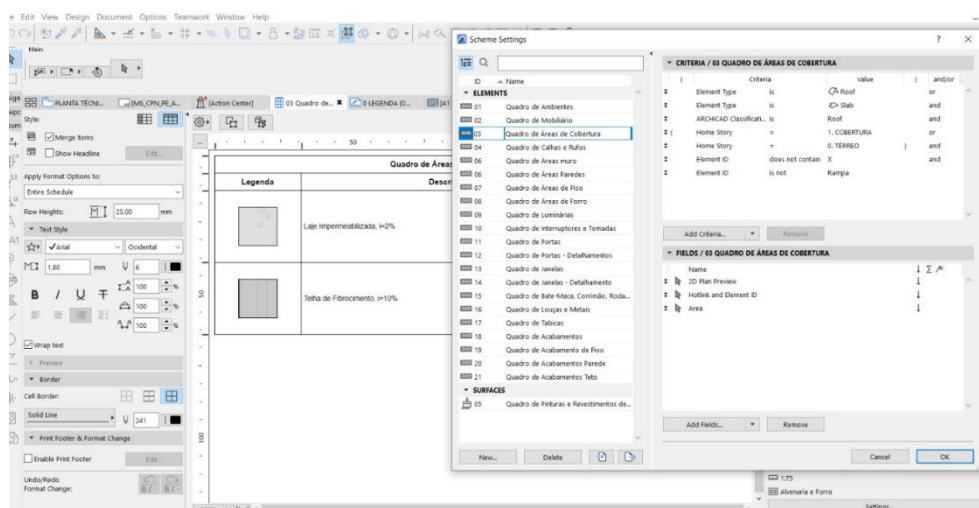 Edit View Design Document Options Teamwork Window Help
Main:
PLANTA TÉCNI...
[Action Center]
03 Quadro de...
0 LEGENDA [0...
[A1
Style:
Merge Items
Show Headline
Edit...
Apply Format Options to:
Entire Schedule
Row Heights:
25,00
mm
Text Style
Arial
Ocidental
1,80
mm
6
100
%
B I U T
100
%
100
%
Wrap text
Preview
Border
Cell Border:
Solid Line
241
Print Footer & Format Change
Enable Print Footer
Edit...
Undo/Redo
Format Change:
50
50
100
Quadro de Áreas
Legenda
Descri
Laje Impermeabilizada, i=2%
Telha de Fibrocimento, i=10%
Scheme Settings
?
ID Name
ELEMENTS
01 Quadro de Ambientes
02 Quadro de Mobiliário
03 Quadro de Áreas de Cobertura
04 Quadro de Calhas e Rufos
06 Quadro de Áreas muro
06 Quadro de Áreas Paredes
07 Quadro de Áreas de Piso
08 Quadro de Áreas de Forro
09 Quadro de Luminárias
10 Quadro de Interruptores e Tomadas
11 Quadro de Portas
12 Quadro de Portas - Detalhamentos
13 Quadro de Janelas
14 Quadro de Janelas - Detalhamento
15 Quadro de Bate-Maca, Corrimão, Roda...
16 Quadro de Louças e Metais
17 Quadro de Tabicas
18 Quadro de Acabamentos
19 Quadro de Acabamento de Piso
20 Quadro de Acabamentos Parede
21 Quadro de Acabamentos Teto
SURFACES
05 Quadro de Pinturas e Revestimentos de...
New... Delete
CRITERIA / 03 QUADRO DE ÁREAS DE COBERTURA
( Criteria Value ) and/or
Element Type is Roof or
Element Type is Slab and
ARCHICAD Classificati... is Roof and
( Home Story = 1. COBERTURA or
Home Story = 0. TÉRREO ) and
Element ID does not contain X and
Element ID is not Rampa
Add Criteria... Remove
FIELDS / 03 QUADRO DE ÁREAS DE COBERTURA
Name
2D Plan Preview
Hotlink and Element ID
Area
Add Fields... Remove
Cancel OK
1:75
Alvenaria e Forro
Settings